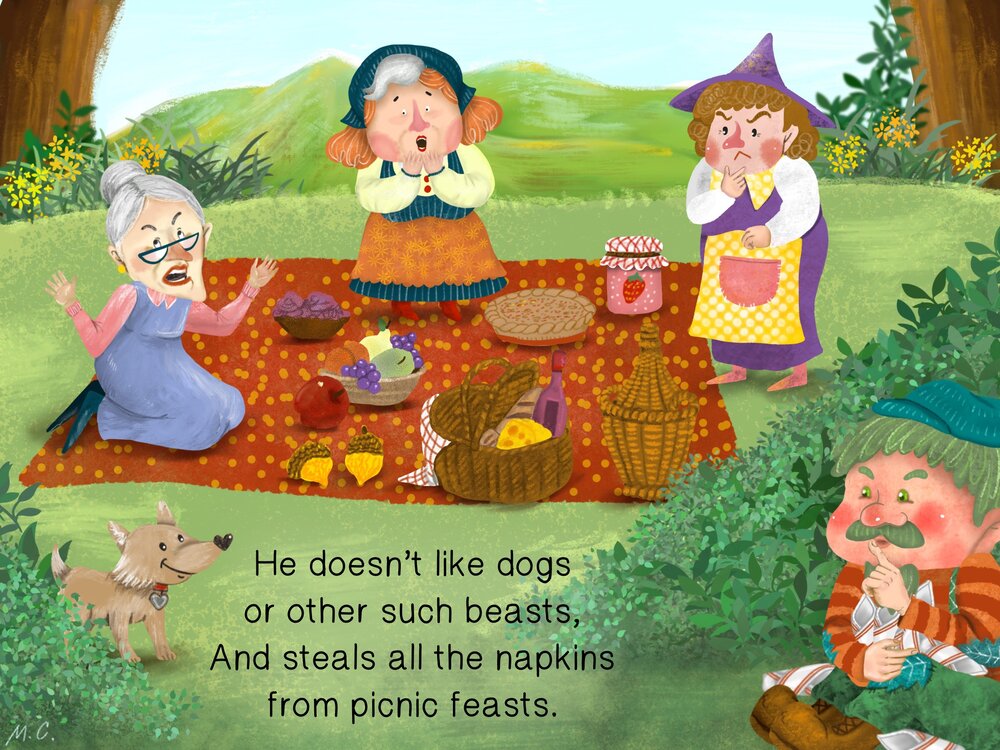 He doesn't like dogs
or other such beasts,
And steals all the napkins
from picnic feasts.
M.C.